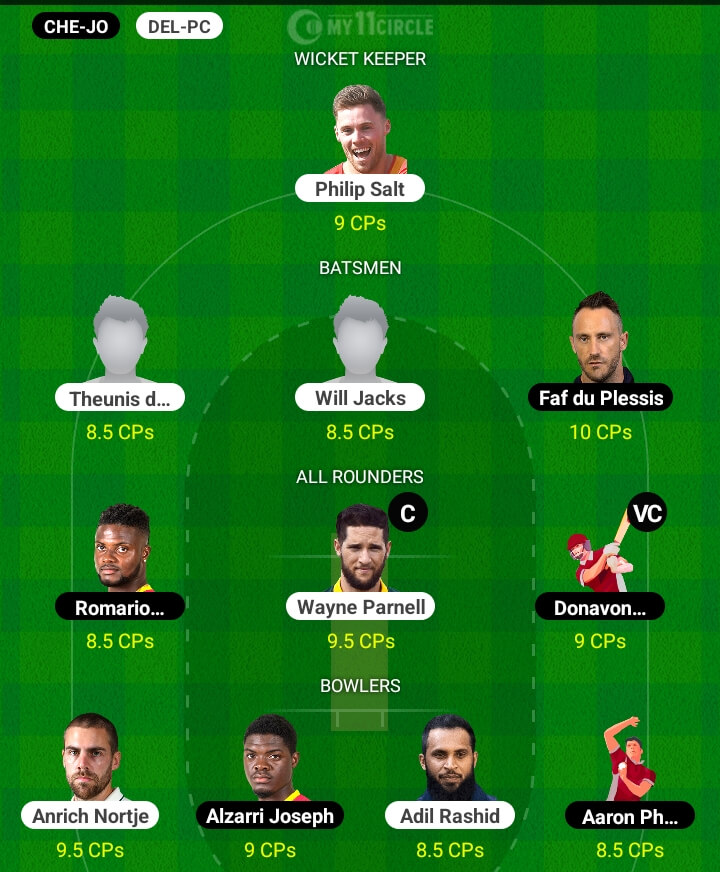 CHE-JO DEL-PC MY11CIRCLE
WICKET KEEPER
Philip Salt
9 CPs
BATSMEN
Theunis d... Will Jacks Faf du Plessis
8.5 CPs 8.5 CPs 10 CPs
ALL ROUNDERS
C VC
Romario... Wayne Parnell Donavon...
8.5 CPs 9.5 CPs 9 CPs
BOWLERS
Anrich Nortje Alzarri Joseph Adil Rashid Aaron Ph...
9.5 CPs 9 CPs 8.5 CPs 8.5 CPs